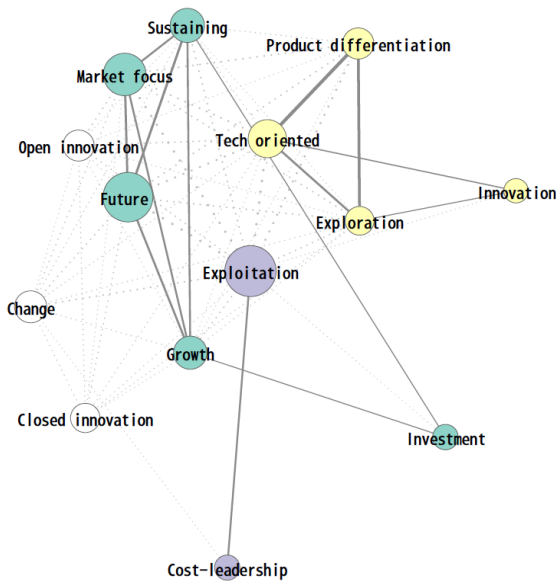 Sustaining
Product differentiation
Market focus
Tech oriented
Open innovation
Innovation
Future
Exploration
Exploitation
Change
Growth
Closed innovation
Investment
Cost-leadership